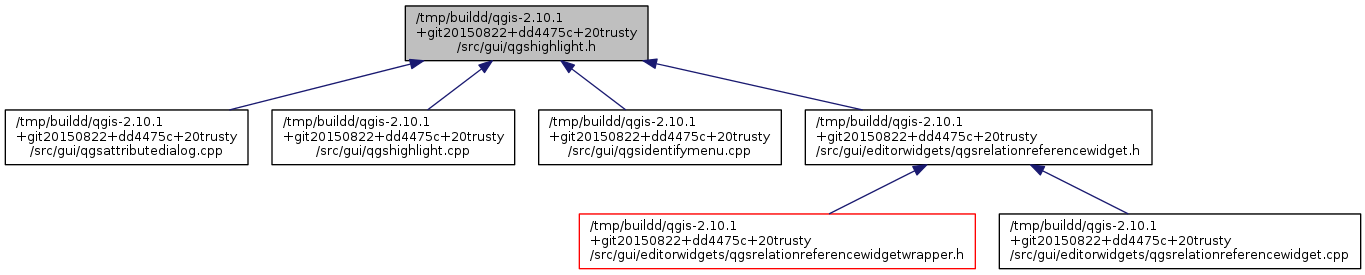 /tmp/buildd/qgis-2.10.1
+git20150822+dd4475c+20trusty
/src/gui/qgshighlight.h
/tmp/buildd/qgis-2.10.1
+git20150822+dd4475c+20trusty
/src/gui/qgsattributedialog.cpp
/tmp/buildd/qgis-2.10.1
+git20150822+dd4475c+20trusty
/src/gui/qgshighlight.cpp
/tmp/buildd/qgis-2.10.1
+git20150822+dd4475c+20trusty
/src/gui/qgsidentifymenu.cpp
/tmp/buildd/qgis-2.10.1
+git20150822+dd4475c+20trusty
/src/gui/editorwidgets/qgsrelationreferencewidget.h
/tmp/buildd/qgis-2.10.1
+git20150822+dd4475c+20trusty
/src/gui/editorwidgets/qgsrelationreferencewidgetwrapper.h
/tmp/buildd/qgis-2.10.1
+git20150822+dd4475c+20trusty
/src/gui/editorwidgets/qgsrelationreferencewidget.cpp